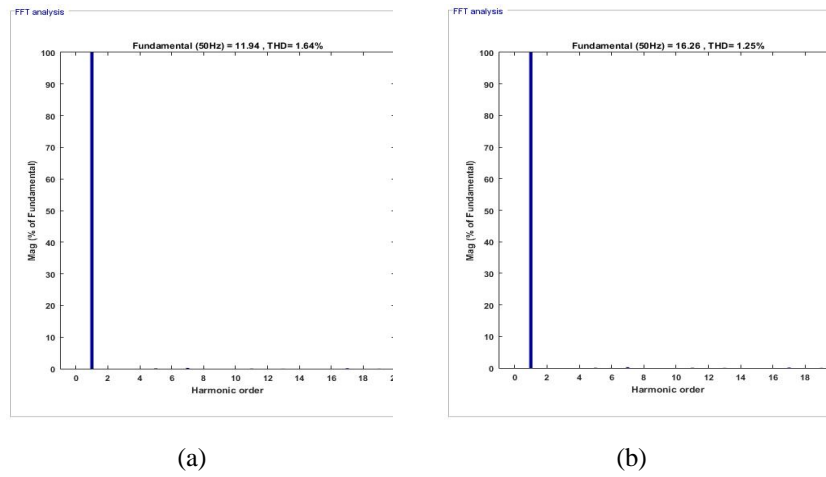 FFT analysis
Fundamental (50Hz) = 11.94 , THD= 1.64%
100
90
80
70
60
50
40
30
20
10
0
Mag (% of Fundamental)
0 2 4 6 8 10 12 14 16 18 2
Harmonic order
(a)
FFT analysis
Fundamental (50Hz) = 16.26 , THD= 1.25%
100
90
80
70
60
50
40
30
20
10
0
Mag (% of Fundamental)
0 2 4 6 8 10 12 14 16 18
Harmonic order
(b)